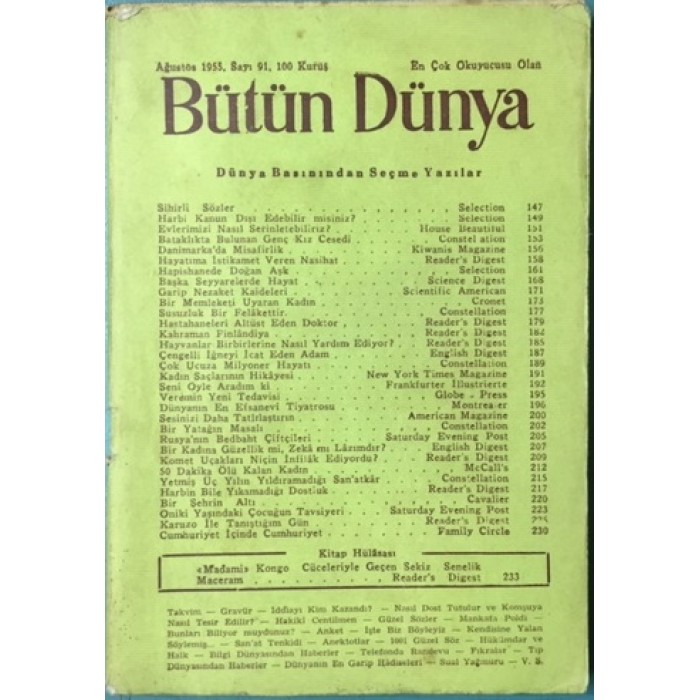 Ağustos 1953, Sayı 91, 100 Kuruş En Çok Okuyucusu Olan
Bütün Dünya
Dünya Basınından Seçme Yazılar
Sihirli Sözler . . . . . . . . . . . . . Selection 147
Harbi Kanun Dışı Edebilir misiniz? . . . . . . . Selection 149
Evlerimizi Nasıl Serinletebiliriz? . . . . . House Beautiful 151
Bataklıkta Bulunan Genç Kız Cesedi . . . . . Constellation 153
Danimarka'da Misafirlik . . . . . . . Kiwanis Magazine 156
Hayatıma İstikamet Veren Nasihat . . . . . Reader's Digest 158
Hapishanede Doğan Aşk . . . . . . . . . Selection 161
Başka Seyyarelerde Hayat . . . . . . . Science Digest 168
Garip Nezaket Kaideleri . . . . . . Scientific American 171
Bir Memleketi Uyaran Kadın . . . . . . . . Cronet 173
Susuzluk Bir Felâkettir. . . . . . . . . Constellation 177
Hastahaneleri Altüst Eden Doktor . . . . . Reader's Digest 179
Kahraman Finlândiya . . . . . . . . Reader's Digest 182
Hayvanlar Birbirlerine Nasıl Yardım Ediyor? . . Reader's Digest 185
Çengelli İğneyi İcat Eden Adam . . . . . English Digest 187
Çok Ucuza Milyoner Hayatı . . . . . . . Constellation 189
Kadın Saçlarının Hikâyesi . . . . New York Times Magazine 191
Seni Öyle Aradım ki . . . . . . . Frankfurter Illustrierte 192
Veremin Yeni Tedavisi . . . . . . . . Globe - Press 195
Dünyanın En Efsanevî Tiyatrosu . . . . . . . 196
Sesinizi Daha Tatlılaştırın . . . . . American Magazine 200
Bir Yatağın Masalı . . . . . . . . . Constellation 202
Rusya'nın Bedbaht Çiftçileri . . . . Saturday Evening Post 205
Bir Kadına Güzellik mi, Zekâ mı Lâzımdır? . . English Digest 207
Komet Uçakları Niçin İnfilâk Ediyordu? . . . Reader's Digest 209
50 Dakika Ölü Kalan Kadın . . . . . . . . McCall's 212
Yetmiş Üç Yılın Yıldıramadığı San'atkâr . . . Constellation 215
Harbin Bile Yıkamadığı Dostluk . . . . . Reader's Digest 217
Bir Şehrin Altı . . . . . . . . . . . Cavalier 220
Oniki Yaşındaki Çocuğun Tavsiyeri . . Saturday Evening Post 223
Karuzo İle Tanıştığım Gün . . . . . . Reader's Digest 225
Cumhuriyet İçinde Cumhuriyet . . . . . . Family Circle 230
Kitap Hülâsası
«Madami» Kongo Cüceleriyle Geçen Sekiz Senelik
Maceram . . . . . . . . . Reader's Digest 233
Takvim — Gravür — İddiayı Kim Kazandı? — Nasıl Dost Tutulur ve Komşuya
Nasıl Tesir Edilir? — Hakikî Centilmen — Güzel Sözler — Mankafa Poldi —
Bunları Biliyor muydunuz? — Anket — İşte Biz Böyleyiz — Kendisine Yalan
Söylemiş... — San'at Tenkidi — Anektotlar — 1001 Güzel Söz — Hükümdar ve
Halk — Bilgi Dünyasından Haberler — Telefonda Randevu — Fıkralar — Tıp
Dünyasından Haberler — Dünyanın En Garip Hâdiseleri — Sual Yağmuru — V. S.